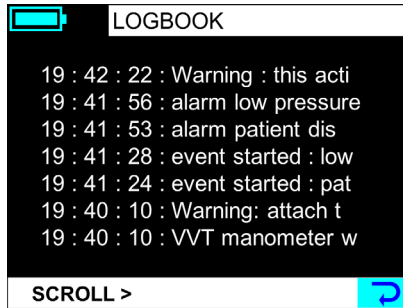 LOGBOOK
19 : 42 : 22 : Warning : this acti
19 : 41 : 56 : alarm low pressure
19 : 41 : 53 : alarm patient dis
19 : 41 : 28 : event started : low
19 : 41 : 24 : event started : pat
19 : 40 : 10 : Warning: attach t
19 : 40 : 10 : VVT manometer w
SCROLL >